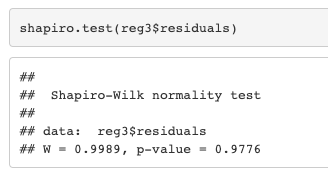 shapiro.test(reg3$residuals)
##
##  Shapiro-Wilk normality test
##
## data:  reg3$residuals
## W = 0.9989, p-value = 0.9776